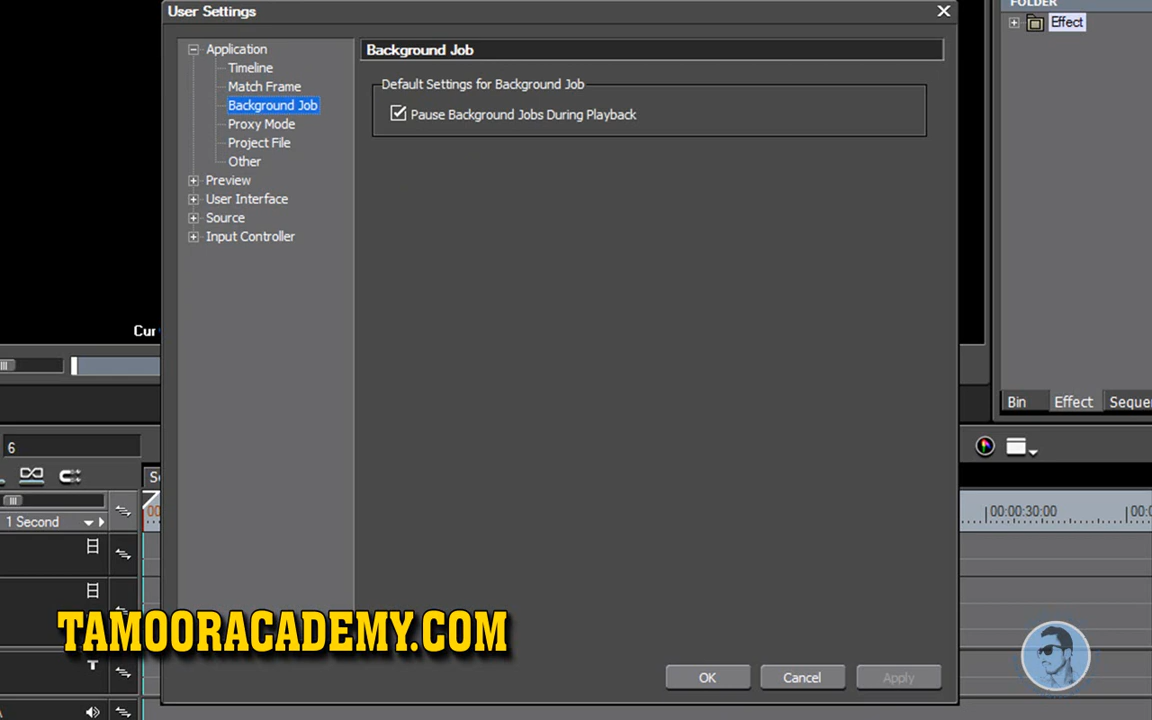 User Settings
FOLDER
Effect
Application
Timeline
Match Frame
Background Job
Proxy Mode
Project File
Other
Preview
User Interface
Source
Input Controller
Background Job
Default Settings for Background Job
Pause Background Jobs During Playback
Cur
Bin
Effect
Seque
6
1 Second
00:00:30:00
T
TAMOORACADEMY.COM
OK
Cancel
Apply